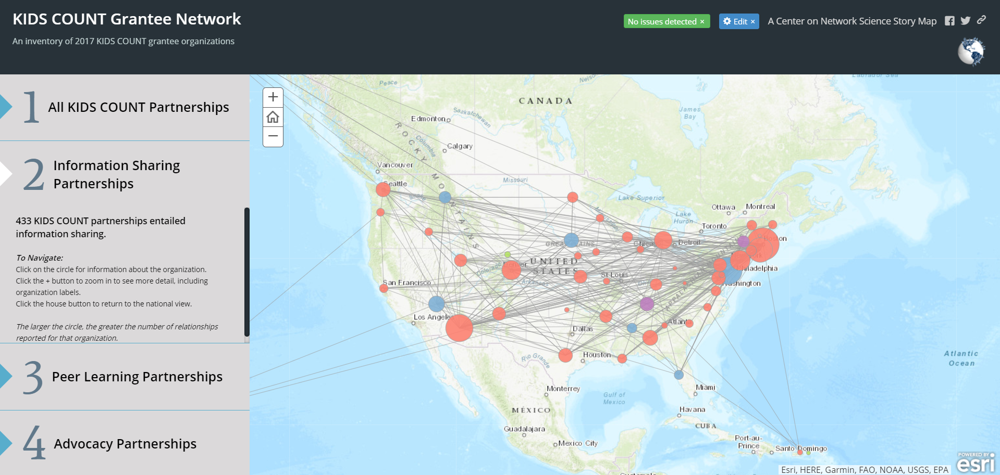 KIDS COUNT Grantee Network
An inventory of 2017 KIDS COUNT grantee organizations
No issues detected ×
Edit ×
A Center on Network Science Story Map
1 All KIDS COUNT Partnerships
2 Information Sharing
Partnerships
433 KIDS COUNT partnerships entailed
information sharing.
To Navigate:
Click on the circle for information about the organization.
Click the + button to zoom in to see more detail, including
organization labels.
Click the house button to return to the national view.
The larger the circle, the greater the number of relationships
reported for that organization.
3 Peer Learning Partnerships
4 Advocacy Partnerships
+
−
Peace
Labrador Sea
CANADA
James
Bay
Saskatchewan
Edmonton
Columbia
Calgary
ROCKY MOUNTAINS
Vancouver
Missouri
Seattle
Lake Superior
Ottawa
Montreal
Lake
Huron
Toronto
Boston
Detroit
GREAT PLAINS
UNITED
STATES
Denver
Colorado
Arkansas
St Louis
Philadelphia
Washington
San Francisco
Los Angeles
Atlanta
Dallas
Houston
Rio Grande
Atlantic
Ocean
Miami
Monterrey
Gulf of
Mexico
MÉXICO
Havana
CUBA
Guadalajara
Mexico City
Port-au-
Prince
Santo Domingo
POWERED BY
esri
Esri, HERE, Garmin, FAO, NOAA, USGS, EPA